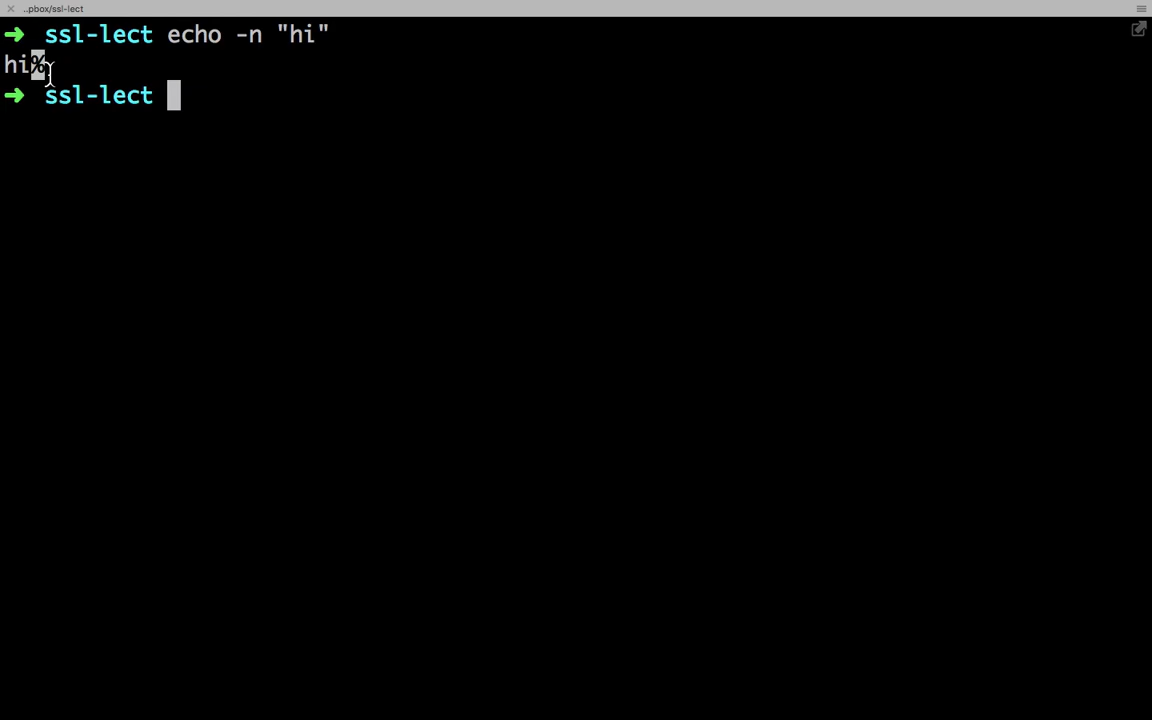 ..pbox/ssl-lect
➜ ssl-lect echo -n "hi"
hi%
➜ ssl-lect